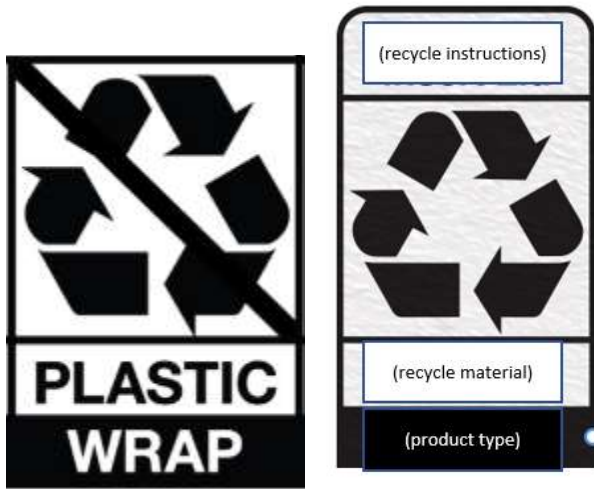 PLASTIC
WRAP
(recycle instructions)
(recycle material)
(product type)